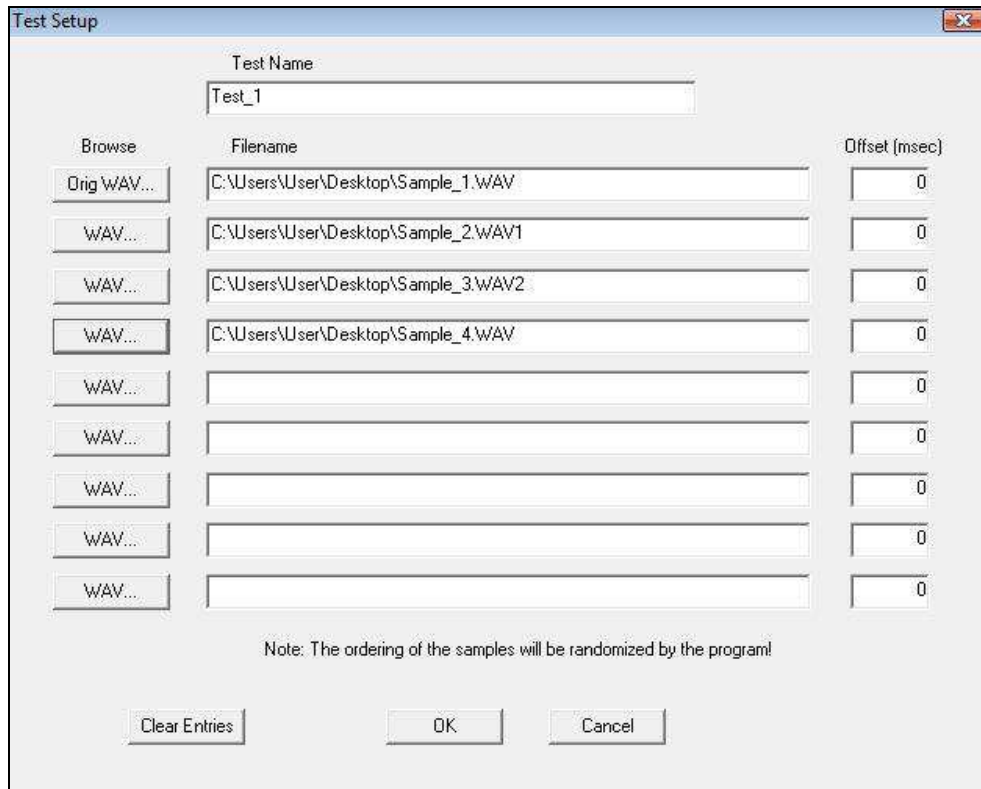 Test Setup
Test Name
Test_1
Browse Filename Offset (msec)
Orig WAV... C:\Users\User\Desktop\Sample_1.WAV 0
WAV... C:\Users\User\Desktop\Sample_2.WAV1 0
WAV... C:\Users\User\Desktop\Sample_3.WAV2 0
WAV... C:\Users\User\Desktop\Sample_4.WAV 0
WAV... 0
WAV... 0
WAV... 0
WAV... 0
WAV... 0
Note: The ordering of the samples will be randomized by the program!
Clear Entries OK Cancel